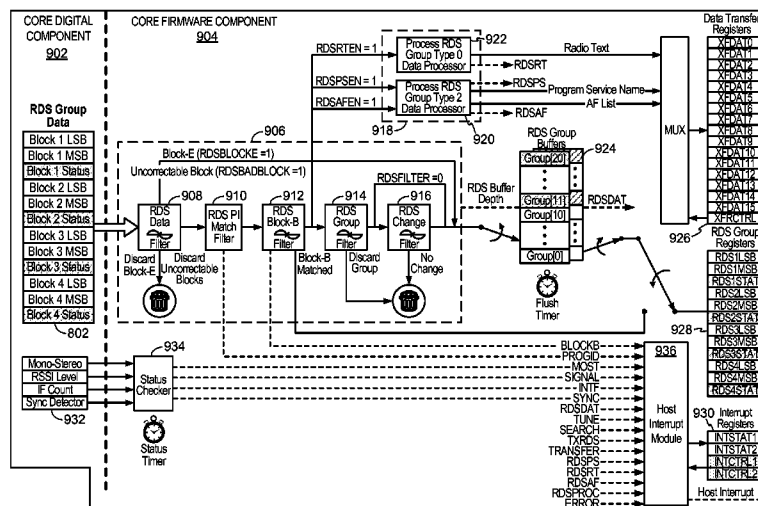 CORE DIGITAL
COMPONENT
902
CORE FIRMWARE COMPONENT
904
RDS Group
Data
Block 1 LSB
Block 1 MSB
Block 1 Status
Block 2 LSB
Block 2 MSB
Block 2 Status
Block 3 LSB
Block 3 MSB
Block 3 Status
Block 4 LSB
Block 4 MSB
Block 4 Status
802
Mono-Stereo
RSSI Level
IF Count
Sync Detector
932
934
Status
Checker
Status
Timer
906
Block-E (RDSBLOCKE =1)
Uncorrectable Block (RDSBADBLOCK =1)
908
910
912
914
916
RDSFILTER =0
RDS
Data
Filter
RDS PI
Match
Filter
RDS
Block-B
Filter
RDS
Group
Filter
RDS
Change
Filter
Discard
Block-E
Discard
Uncorrectable
Blocks
Block-B
Matched
Discard
Group
No
Change
RDSRTEN = 1
RDSPSEN = 1
RDSAFEN = 1
Process RDS
Group Type 0
Data Processor
922
Process RDS
Group Type 2
Data Processor
918
920
RDSRT
RDSPS
RDSAF
Radio Text
Program Service Name
AF List
RDS Group
Buffers
924
Group[20]
Group[11]
Group[10]
Group[0]
RDS Buffer
Depth
RDSDAT
Flush
Timer
MUX
Data Transfer
Registers
XFDAT0
XFDAT1
XFDAT2
XFDAT3
XFDAT4
XFDAT5
XFDAT6
XFDAT7
XFDAT8
XFDAT9
XFDAT10
XFDAT11
XFDAT12
XFDAT13
XFDAT14
XFDAT15
XFRCTRL
926
RDS Group
Registers
RDS1LSB
RDS1MSB
RDS1STAT
RDS2LSB
RDS2MSB
RDS2STAT
RDS3LSB
RDS3MSB
RDS3STAT
RDS4LSB
RDS4MSB
RDS4STAT
928
BLOCKB
PROGID
MOST
SIGNAL
INTF
SYNC
RDSDAT
TUNE
SEARCH
TXRDS
TRANSFER
RDSPS
RDSRT
RDSAF
RDSPROC
ERROR
936
Host
Interrupt
Module
930
Interrupt
Registers
INTSTAT1
INTSTAT2
INTCTRL1
INTCTRL2
Host Interrupt